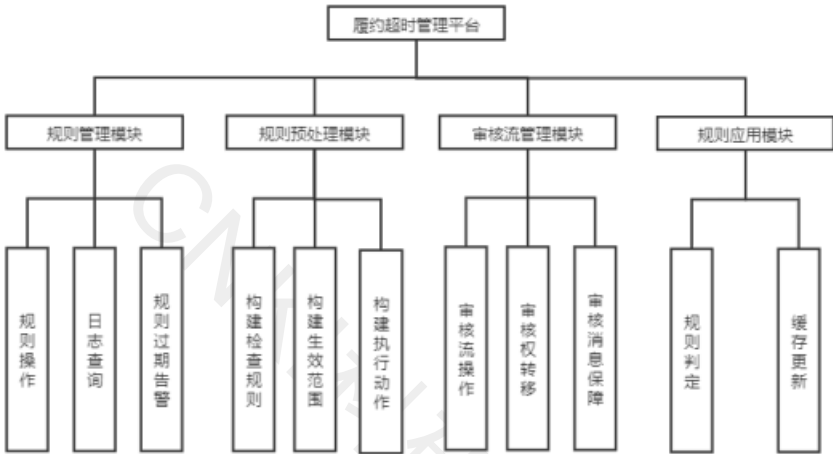 履约超时管理平台
规则管理模块
规则预处理模块
审核流管理模块
规则应用模块
规则操作
日志查询
规则过期告警
构建检查规则
构建生效范围
构建执行动作
审核流操作
审核权转移
审核消息保障
规则判定
缓存更新